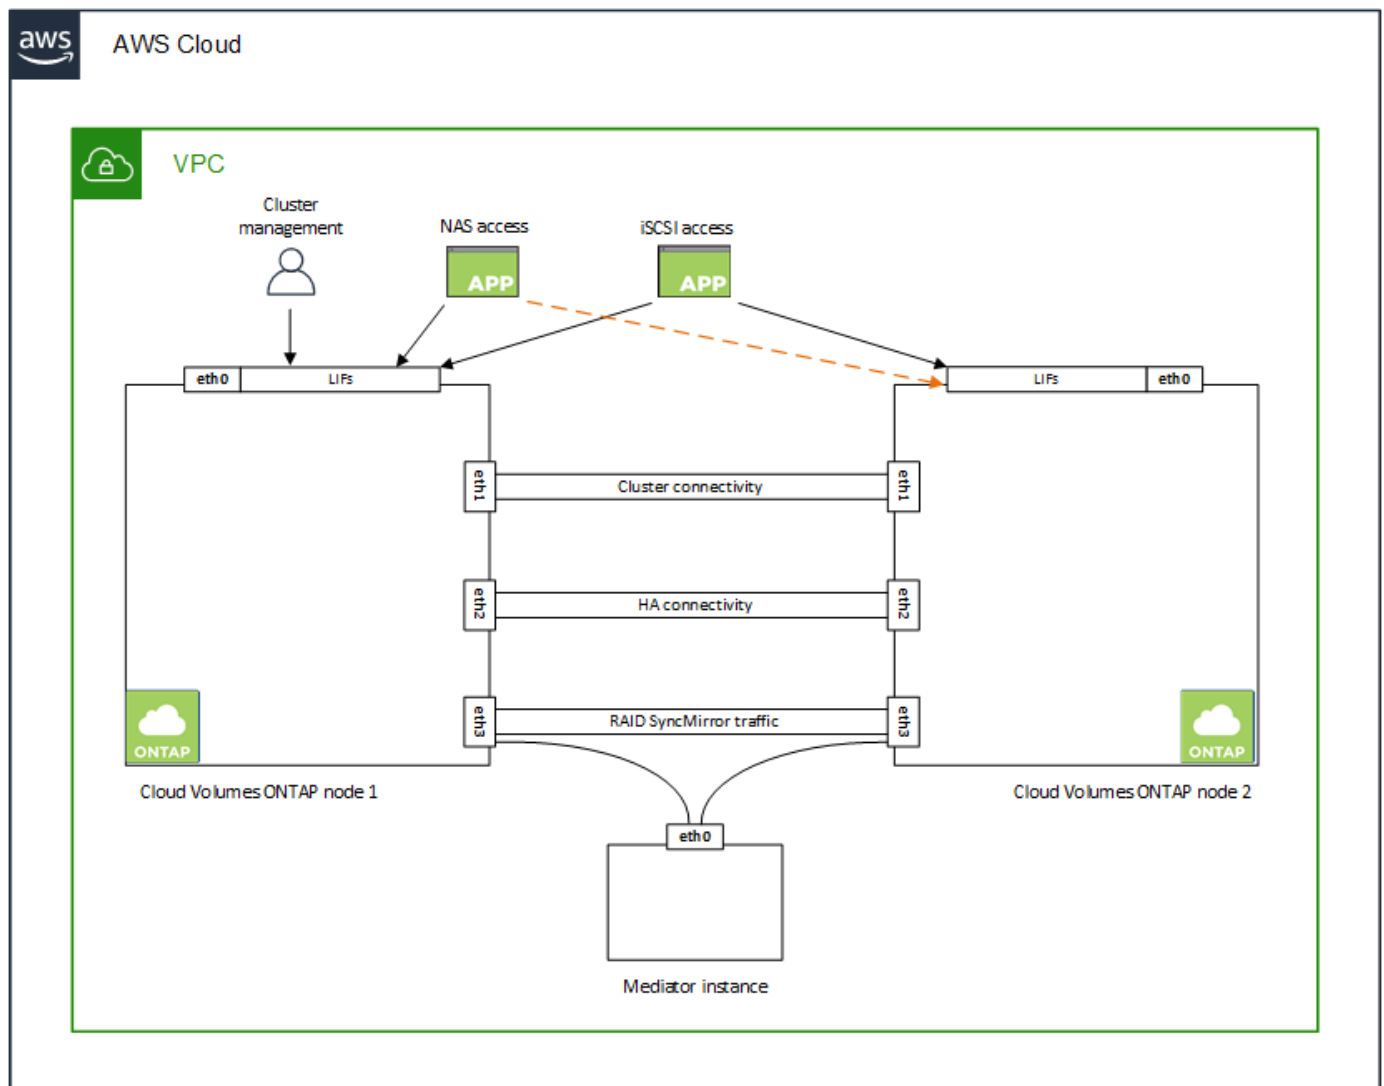 aws
AWS Cloud
VPC
Cluster
management
NAS access
iSCSI access
APP
APP
eth0
LIFs
LIFs
eth0
eth1
Cluster connectivity
eth1
eth2
HA connectivity
eth2
eth3
RAID SyncMirror traffic
eth3
ONTAP
ONTAP
Cloud Volumes ONTAP node 1
Cloud Volumes ONTAP node 2
eth0
Mediator instance